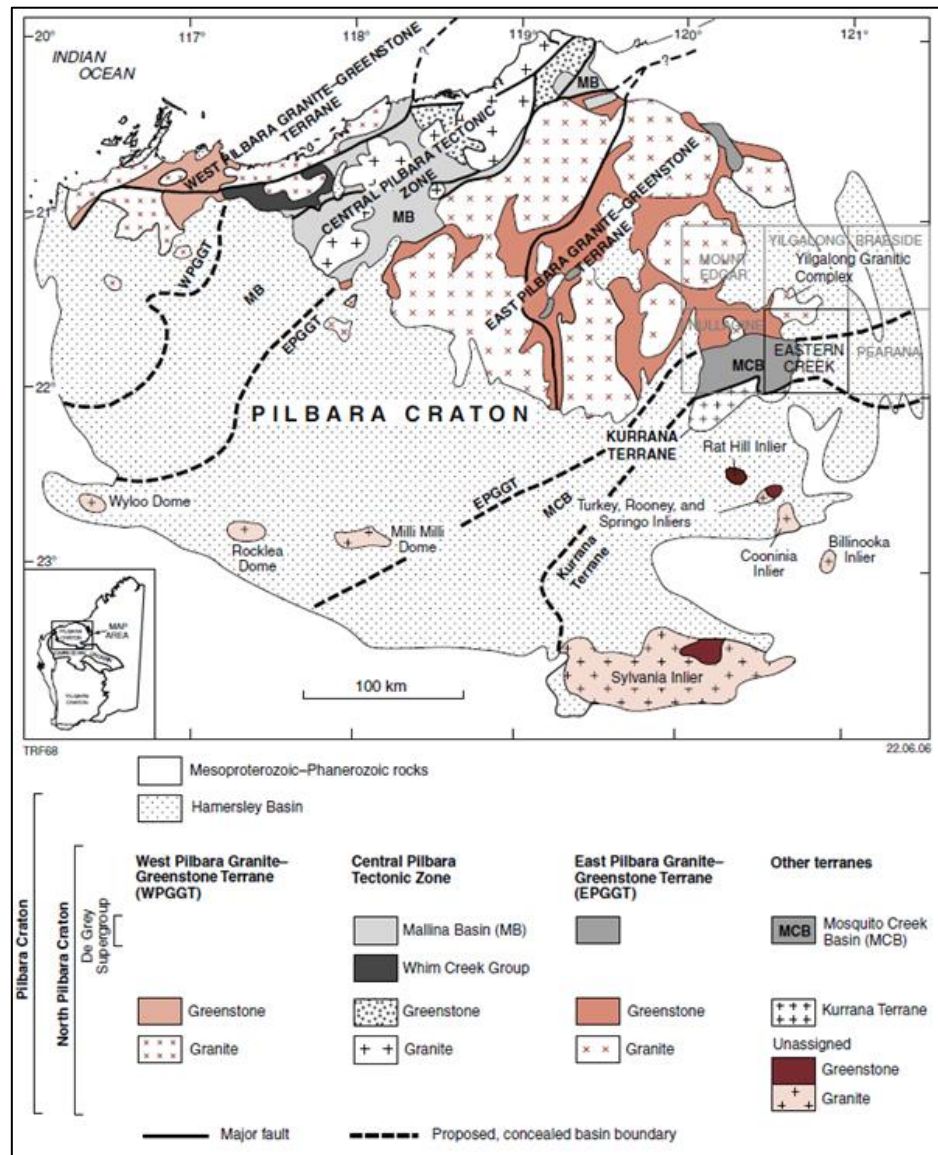 20°
117°
118°
119°
120°
121°
INDIAN
OCEAN
WEST PILBARA GRANITE–GREENSTONE
TERRANE
?
MB
?
CENTRAL PILBARA TECTONIC
ZONE
MB
21°
EAST PILBARA GRANITE–GREENSTONE
TERRANE
WPGGT
MB
EPGGT
MOUNT
EDGAR
YILGALONG
BRAESIDE
Yilgalong Granitic
Complex
NULLAGINE
MCB
EASTERN
CREEK
PEARANA
22°
PILBARA CRATON
KURRANA
TERRANE
Rat Hill Inlier
EPGGT
MCB
Turkey, Rooney, and
Springo Inliers
Wyloo Dome
Rocklea
Dome
Milli Milli
Dome
Kurrana
Terrane
Cooninia
Inlier
Billinooka
Inlier
23°
PILBARA
CRATON
MAP
AREA
YILGARN
CRATON
100 km
Sylvania Inlier
TRF68
22.06.06
Mesoproterozoic–Phanerozoic rocks
Hamersley Basin
Pilbara Craton
North Pilbara Craton
De Grey
Supergroup
West Pilbara Granite–
Greenstone Terrane
(WPGGT)
Central Pilbara
Tectonic Zone
East Pilbara Granite–
Greenstone Terrane
(EPGGT)
Other terranes
Mallina Basin (MB)
MCB
Mosquito Creek
Basin (MCB)
Whim Creek Group
Greenstone
Greenstone
Greenstone
Kurrana Terrane
Granite
Granite
Granite
Unassigned
Greenstone
Granite
Major fault
Proposed, concealed basin boundary